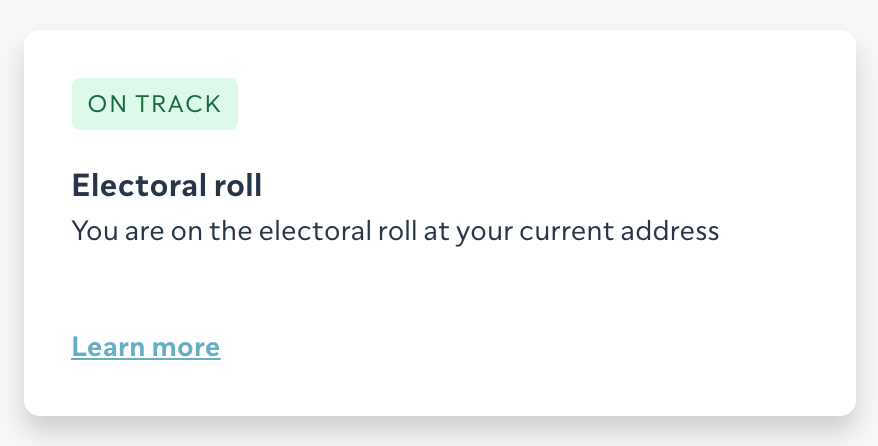 ON TRACK
Electoral roll
You are on the electoral roll at your current address
Learn more